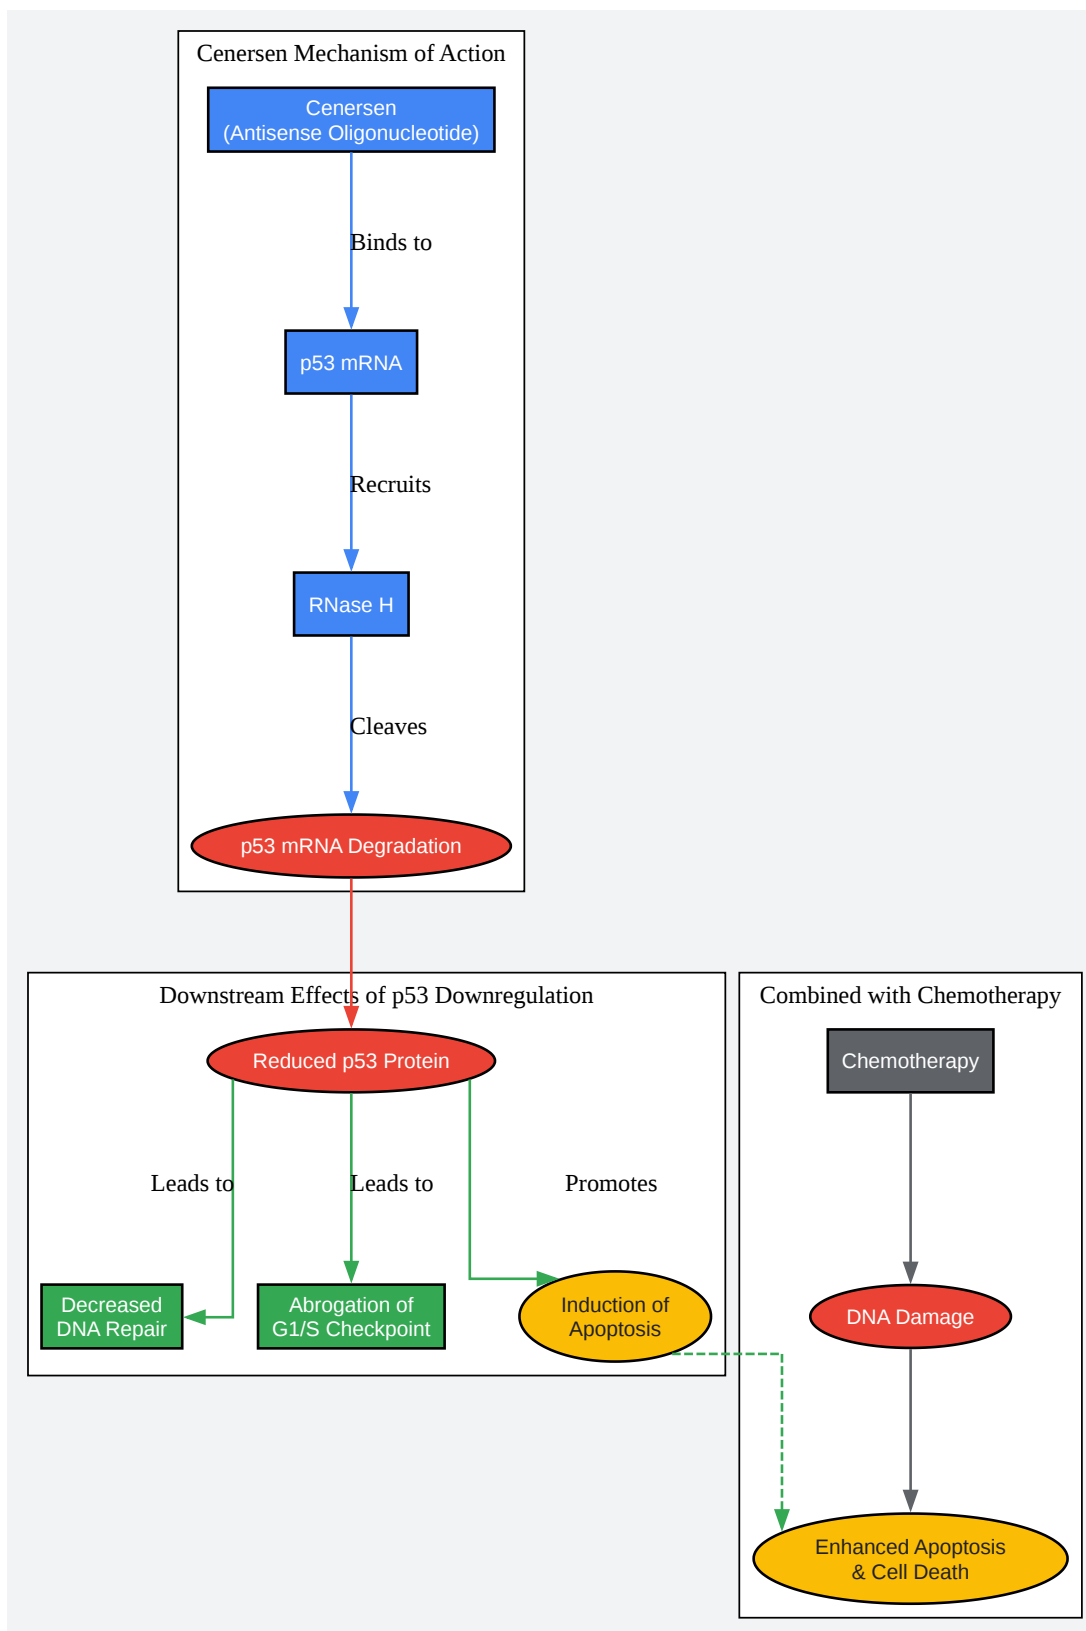 Cenersen Mechanism of Action
Cenersen
(Antisense Oligonucleotide)
Binds to
p53 mRNA
Recruits
RNase H
Cleaves
p53 mRNA Degradation
Downstream Effects of p53 Downregulation
Reduced p53 Protein
Leads to
Leads to
Promotes
Decreased
DNA Repair
Abrogation of
G1/S Checkpoint
Induction of
Apoptosis
Combined with Chemotherapy
Chemotherapy
DNA Damage
Enhanced Apoptosis
& Cell Death